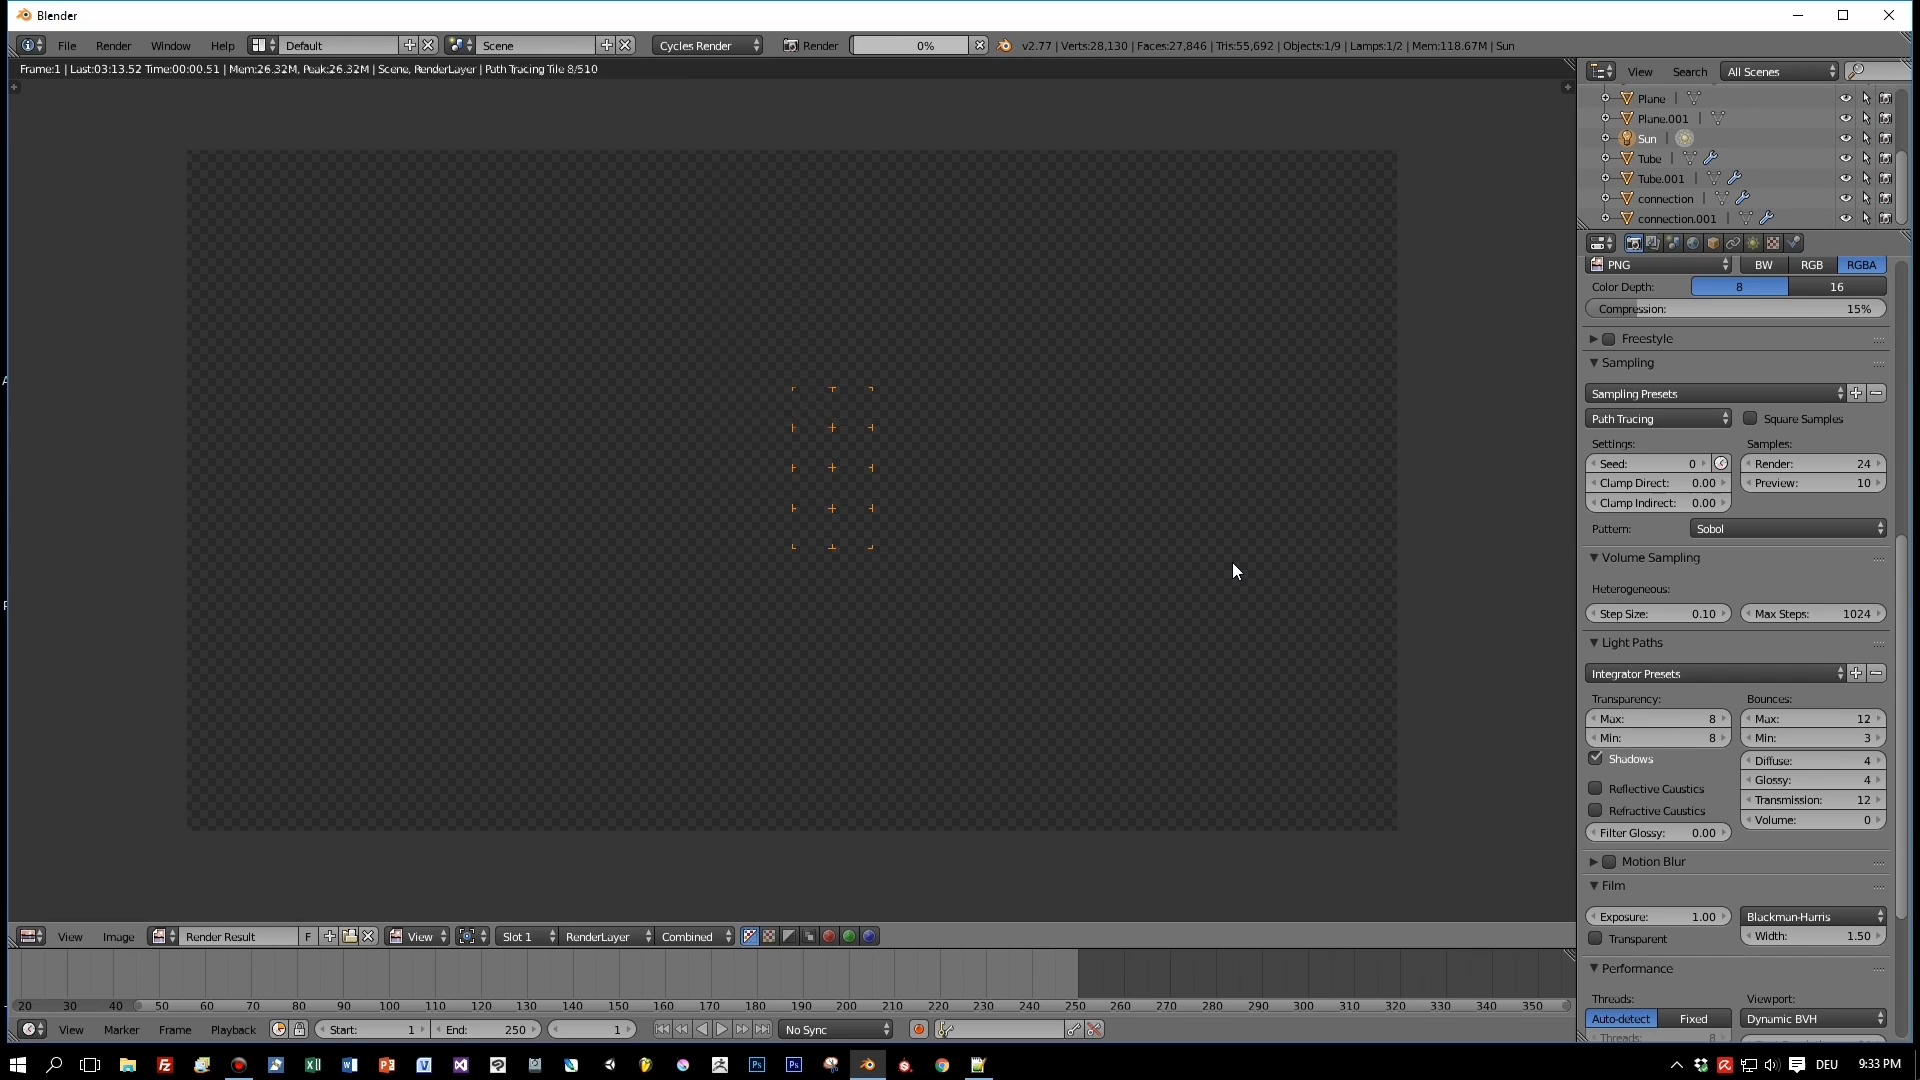 Blender
File Render Window Help Default Scene Cycles Render Render 0% v2.77 | Verts:28,130 | Faces:27,846 | Tris:55,692 | Objects:1/9 | Lamps:1/2 | Mem:118.67M | Sun
Frame:1 | Last:03:13.52 Time:00:00.51 | Mem:26.32M, Peak:26.32M | Scene, RenderLayer | Path Tracing Tile 8/510
View Search All Scenes
Plane
Plane.001
Sun
Tube
Tube.001
connection
connection.001
PNG BW RGB RGBA
Color Depth: 8 16
Compression: 15%
Freestyle
Sampling
Sampling Presets
Path Tracing Square Samples
Settings: Samples:
Seed: 0 Render: 24
Clamp Direct: 0.00 Preview: 10
Clamp Indirect: 0.00
Pattern: Sobol
Volume Sampling
Heterogeneous:
Step Size: 0.10 Max Steps: 1024
Light Paths
Integrator Presets
Transparency: Bounces:
Max: 8 Max: 12
Min: 8 Min: 3
Shadows Diffuse: 4
Reflective Caustics Glossy: 4
Refractive Caustics Transmission: 12
Filter Glossy: 0.00 Volume: 0
Motion Blur
Film
Exposure: 1.00 Blackman-Harris
Transparent Width: 1.50
Performance
Threads: Viewport:
Auto-detect Fixed Dynamic BVH
Threads: 8
View Image Render Result F View Slot 1 RenderLayer Combined
20 30 40 50 60 70 80 90 100 110 120 130 140 150 160 170 180 190 200 210 220 230 240 250 260 270 280 290 300 310 320 330 340 350
View Marker Frame Playback Start: 1 End: 250 1 No Sync
DEU 9:33 PM